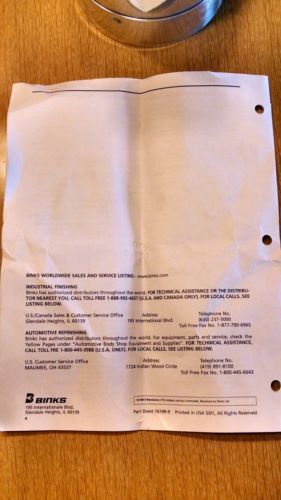 BINKS WORLDWIDE SALES AND SERVICE LISTING - www.binks.com
INDUSTRIAL FINISHING
Binks has authorized distributors throughout the world. FOR TECHNICAL ASSISTANCE OR THE DISTRIBU-
TOR NEAREST YOU, CALL TOLL FREE 1-888-992-4657 (U.S.A. AND CANADA ONLY). FOR LOCAL CALLS, SEE
LISTING BELOW.
U.S./Canada Sales & Customer Service Office Address Telephone No.
Glendale Heights, IL 60139 195 International Blvd. (630) 237-5000
Toll Free Fax No. 1-877-730-6965
AUTOMOTIVE REFINISHING
Binks has authorized distributors throughout the world. For equipment, parts and service, check the
Yellow Pages under "Automotive Body Shop Equipment and Supplies". FOR TECHNICAL ASSISTANCE,
CALL TOLL FREE 1-800-445-3988 (U.S.A. ONLY). FOR LOCAL CALLS, SEE LISTING BELOW.
U.S. Customer Service Office Address Telephone No.
MAUMEE, OH 43537 1724 Indian Wood Circle (419) 891-8100
Toll Free Fax No. 1-800-445-6643
BINKS
195 International Blvd.
Glendale Heights, IL 60139
Part Sheet Printed in USA 5/01, All Rights Reserved